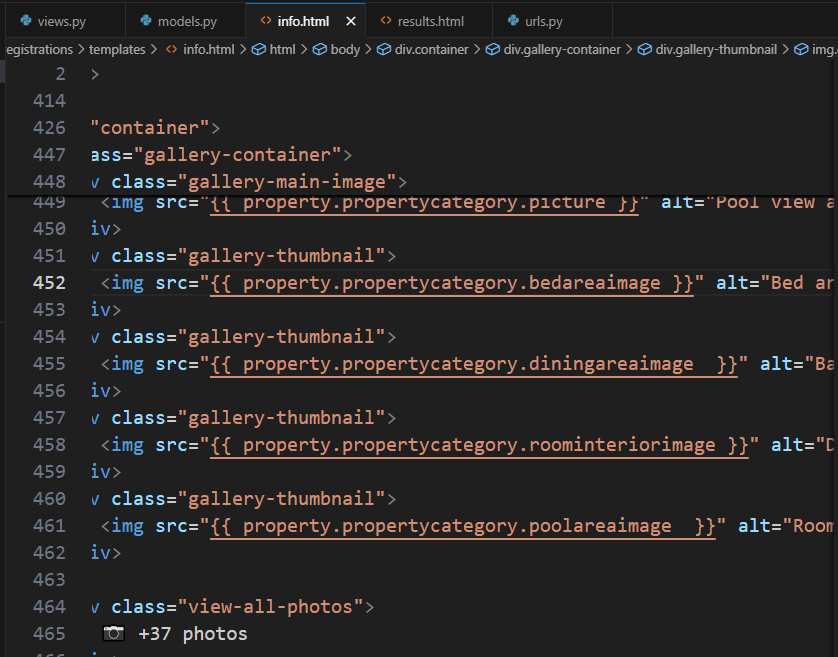 views.py models.py <> info.html × <> results.html urls.py
egistrations > templates > <> info.html > html > body > div.container > div.gallery-container > div.gallery-thumbnail > img.
2 >
414
426 "container">
447 ass="gallery-container">
448 v class="gallery-main-image">
449 <img src="{{ property.propertycategory.picture }}" alt="Pool view a
450 iv>
451 v class="gallery-thumbnail">
452 <img src="{{ property.propertycategory.bedareaimage }}" alt="Bed ar
453 iv>
454 v class="gallery-thumbnail">
455 <img src="{{ property.propertycategory.diningareaimage  }}" alt="Ba
456 iv>
457 v class="gallery-thumbnail">
458 <img src="{{ property.propertycategory.roominteriorimage }}" alt="D
459 iv>
460 v class="gallery-thumbnail">
461 <img src="{{ property.propertycategory.poolareaimage  }}" alt="Room
462 iv>
463
464 v class="view-all-photos">
465 📷 +37 photos